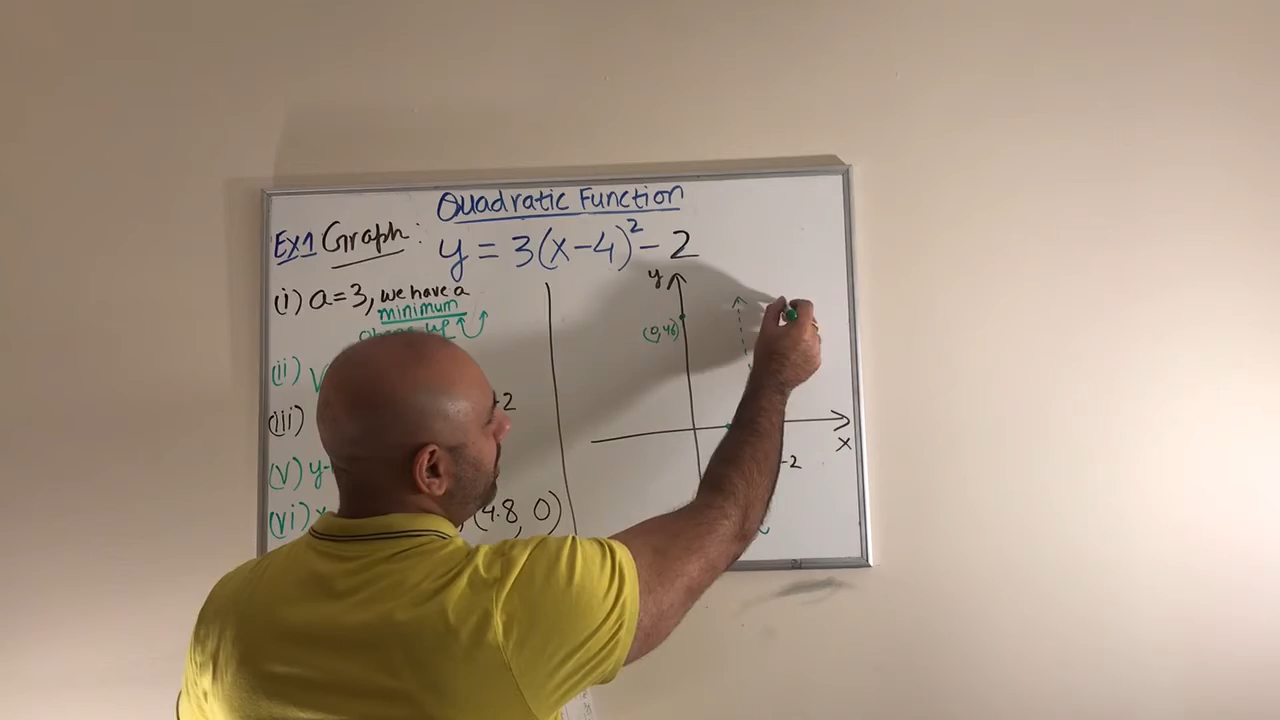 Quadratic Function
Ex1 Graph: y = 3(x-4)² - 2
(i) a=3, we have a
minimum
opens up
(ii) V
(iii) 2
(v) y-
(vi) x , (4.8, 0)
y
(0,46)
x
-2